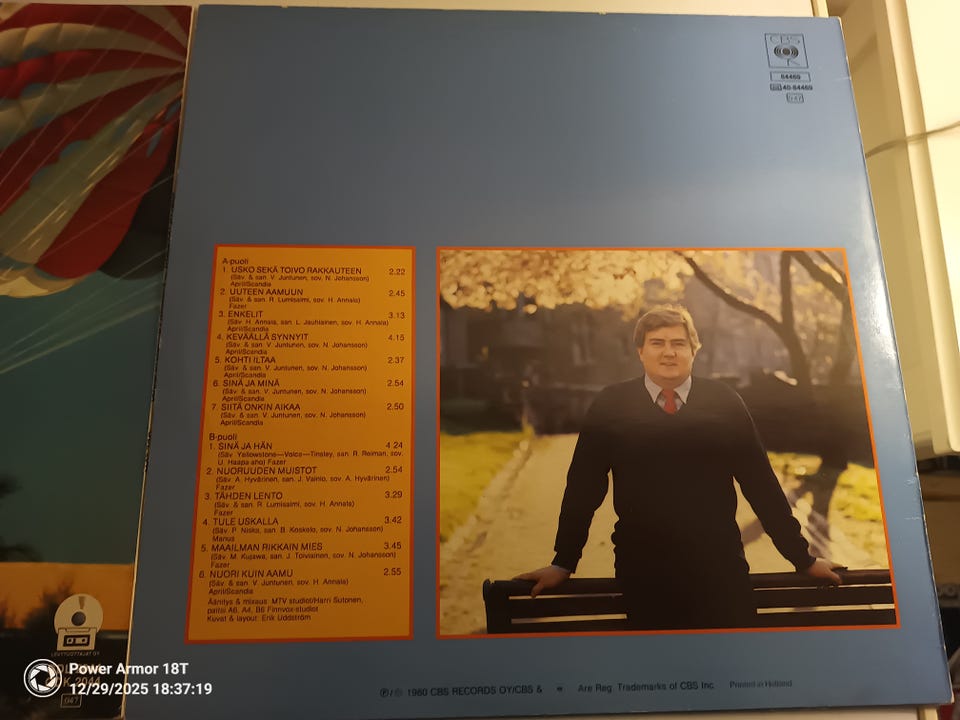 CBS
84469
40-84469
A-puoli
1. USKO SEKÄ TOIVO RAKKAUTEEN 2.22
(Säv. & san. V. Juntunen, sov. N. Johansson)
April/Scandia
2. UUTEEN AAMUUN 2.45
(Säv. & san. R. Lumisalmi, sov. H. Annala)
Fazer
3. ENKELIT 3.13
(Säv. H. Annala, san. L. Jauhiainen, sov. H. Annala)
April/Scandia
4. KEVÄÄLLÄ SYNNYIT 4.15
(Säv. & san. V. Juntunen, sov. N. Johansson)
April/Scandia
5. KOHTI ILTAA 2.37
(Säv. & san. V. Juntunen, sov. N. Johansson)
April/Scandia
6. SINÄ JA MINÄ 2.54
(Säv. & san. V. Juntunen, sov. N. Johansson)
April/Scandia
7. SIITÄ ONKIN AIKAA 2.50
(Säv. & san. V. Juntunen, sov. N. Johansson)
April/Scandia
B-puoli
1. SINÄ JA HÄN 4.24
(Säv. Yellowstone—Voice—Tinsley, san. R. Reiman, sov.
U. Haapa-aho) Fazer
2. NUORUUDEN MUISTOT 2.54
(Säv. A. Hyvärinen, san. J. Vainio, sov. A. Hyvärinen)
Fazer
3. TÄHDEN LENTO 3.29
(Säv. & san. R. Lumisalmi, sov. H. Annala)
Fazer
4. TULE USKALLA 3.42
(Säv. P. Niska, san. B. Koskelo, sov. N. Johansson)
Manus
5. MAAILMAN RIKKAIN MIES 3.45
(Säv. M. Kujawa, san. J. Toiviainen, sov. N. Johansson)
Fazer
6. NUORI KUIN AAMU 2.55
(Säv. & san. V. Juntunen, sov. H. Annala)
April/Scandia
Äänitys & miksaus: MTV studiot/Harri Sutonen,
paitsi A6, A4, B6 Finnvox-studiot
Kuvat & layout: Erik Uddström
℗/© 1980 CBS RECORDS OY/CBS & Are Reg. Trademarks of CBS Inc. Printed in Holland
LEVYTUOTTAJAT OY
2044
Power Armor 18T
12/29/2025 18:37:19